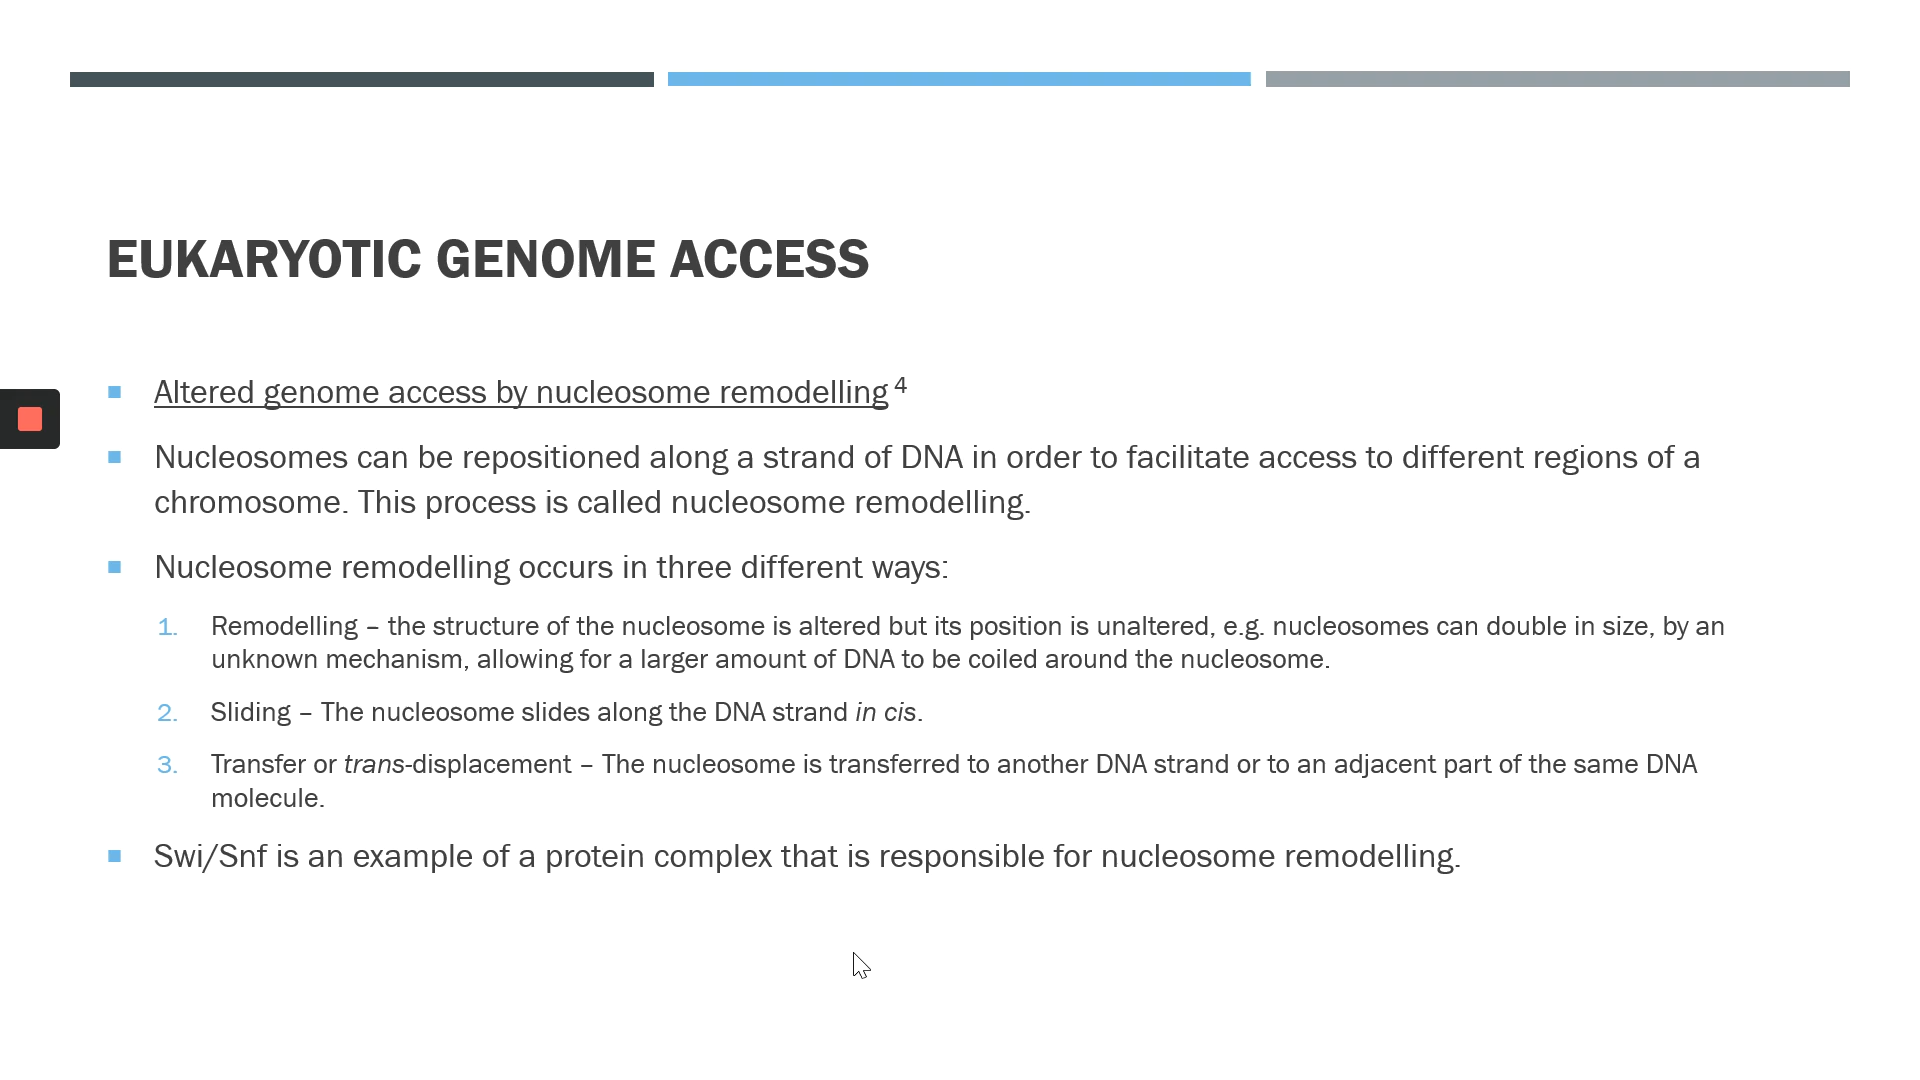 EUKARYOTIC GENOME ACCESS
Altered genome access by nucleosome remodelling 4
Nucleosomes can be repositioned along a strand of DNA in order to facilitate access to different regions of a
chromosome. This process is called nucleosome remodelling.
Nucleosome remodelling occurs in three different ways:
1. Remodelling – the structure of the nucleosome is altered but its position is unaltered, e.g. nucleosomes can double in size, by an
unknown mechanism, allowing for a larger amount of DNA to be coiled around the nucleosome.
2. Sliding – The nucleosome slides along the DNA strand in cis.
3. Transfer or trans-displacement – The nucleosome is transferred to another DNA strand or to an adjacent part of the same DNA
molecule.
Swi/Snf is an example of a protein complex that is responsible for nucleosome remodelling.